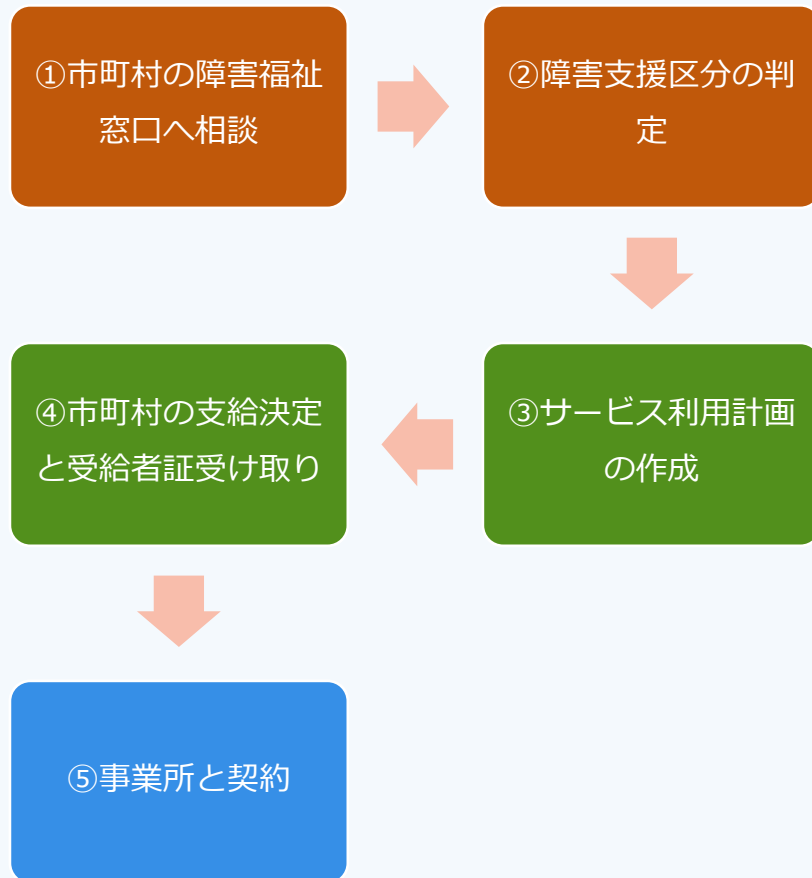 ①市町村の障害福祉
窓口へ相談
②障害支援区分の判
定
③サービス利用計画
の作成
④市町村の支給決定
と受給者証受け取り
⑤事業所と契約